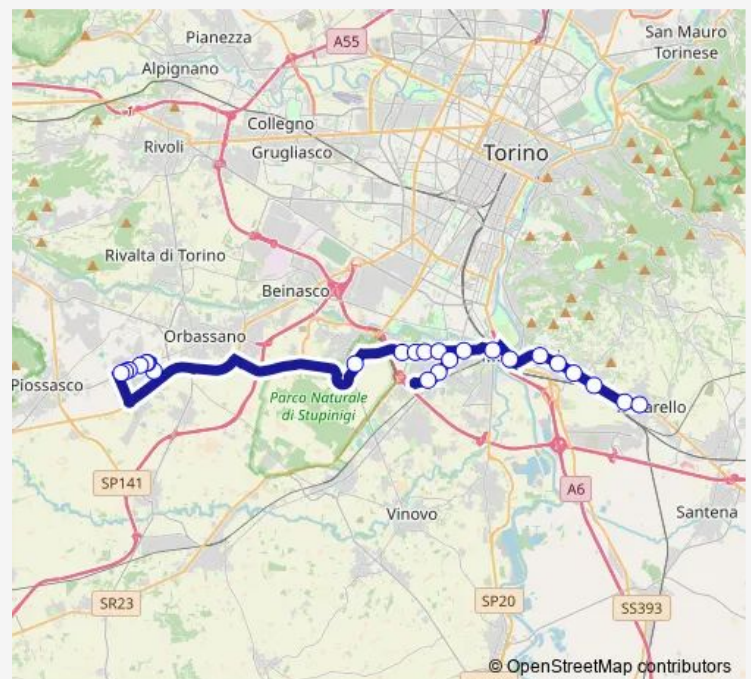 Pianezza
A55
San Mauro
Torinese
Alpignano
Collegno
Rivoli
Grugliasco
Torino
Rivalta di Torino
Beinasco
Orbassano
Piossasco
Parco Naturale
di Stupinigi
arello
SP141
A6
Vinovo
Santena
SR23
SP20
SS393
© OpenStreetMap contributors